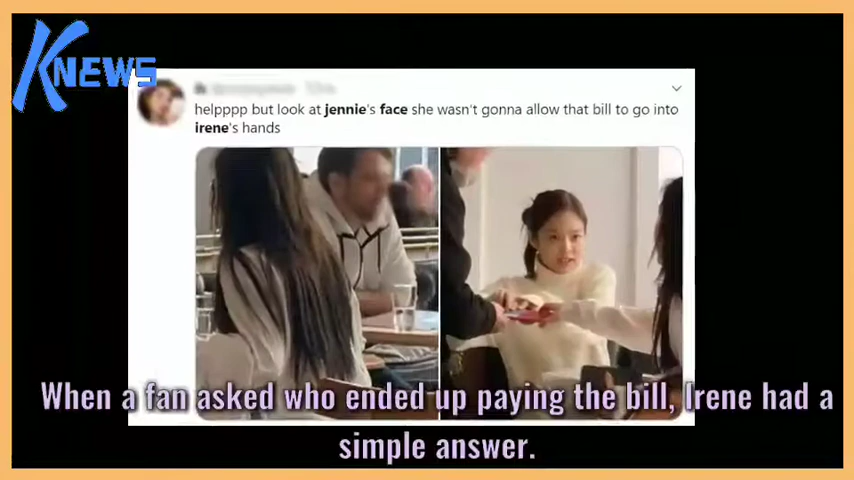 KNEWS
helpppp but look at jennie's face she wasn't gonna allow that bill to go into
irene's hands
When a fan asked who ended up paying the bill, Irene had a
simple answer.